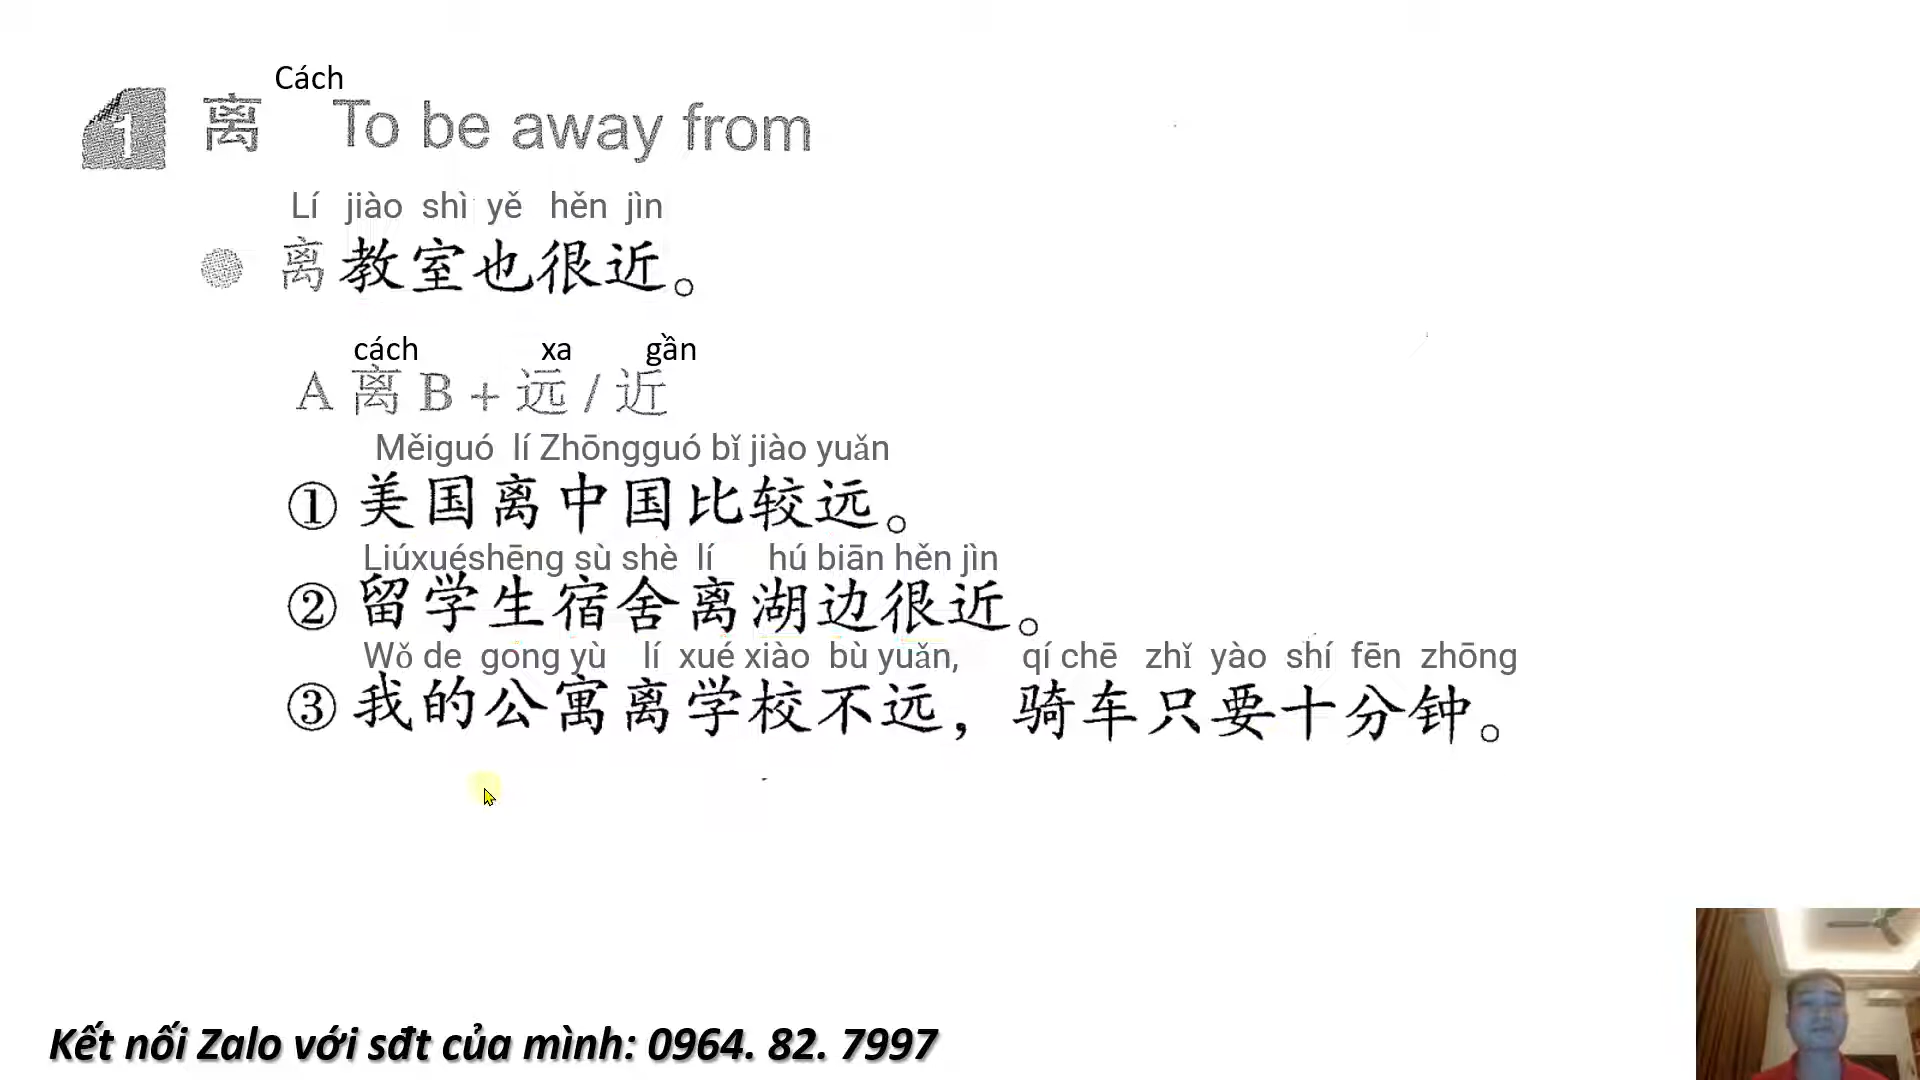 Cách
1 离 To be away from
Lí jiào shì yě hěn jìn
离教室也很近。
cách xa gần
A 离 B + 远 / 近
Měiguó lí Zhōngguó bǐ jiào yuǎn
① 美国离中国比较远。
Liúxuéshēng sù shè lí hú biān hěn jìn
② 留学生宿舍离湖边很近。
Wǒ de gōng yù lí xué xiào bù yuǎn, qí chē zhǐ yào shí fēn zhōng
③ 我的公寓离学校不远，骑车只要十分钟。
Kết nối Zalo với sđt của mình: 0964. 82. 7997